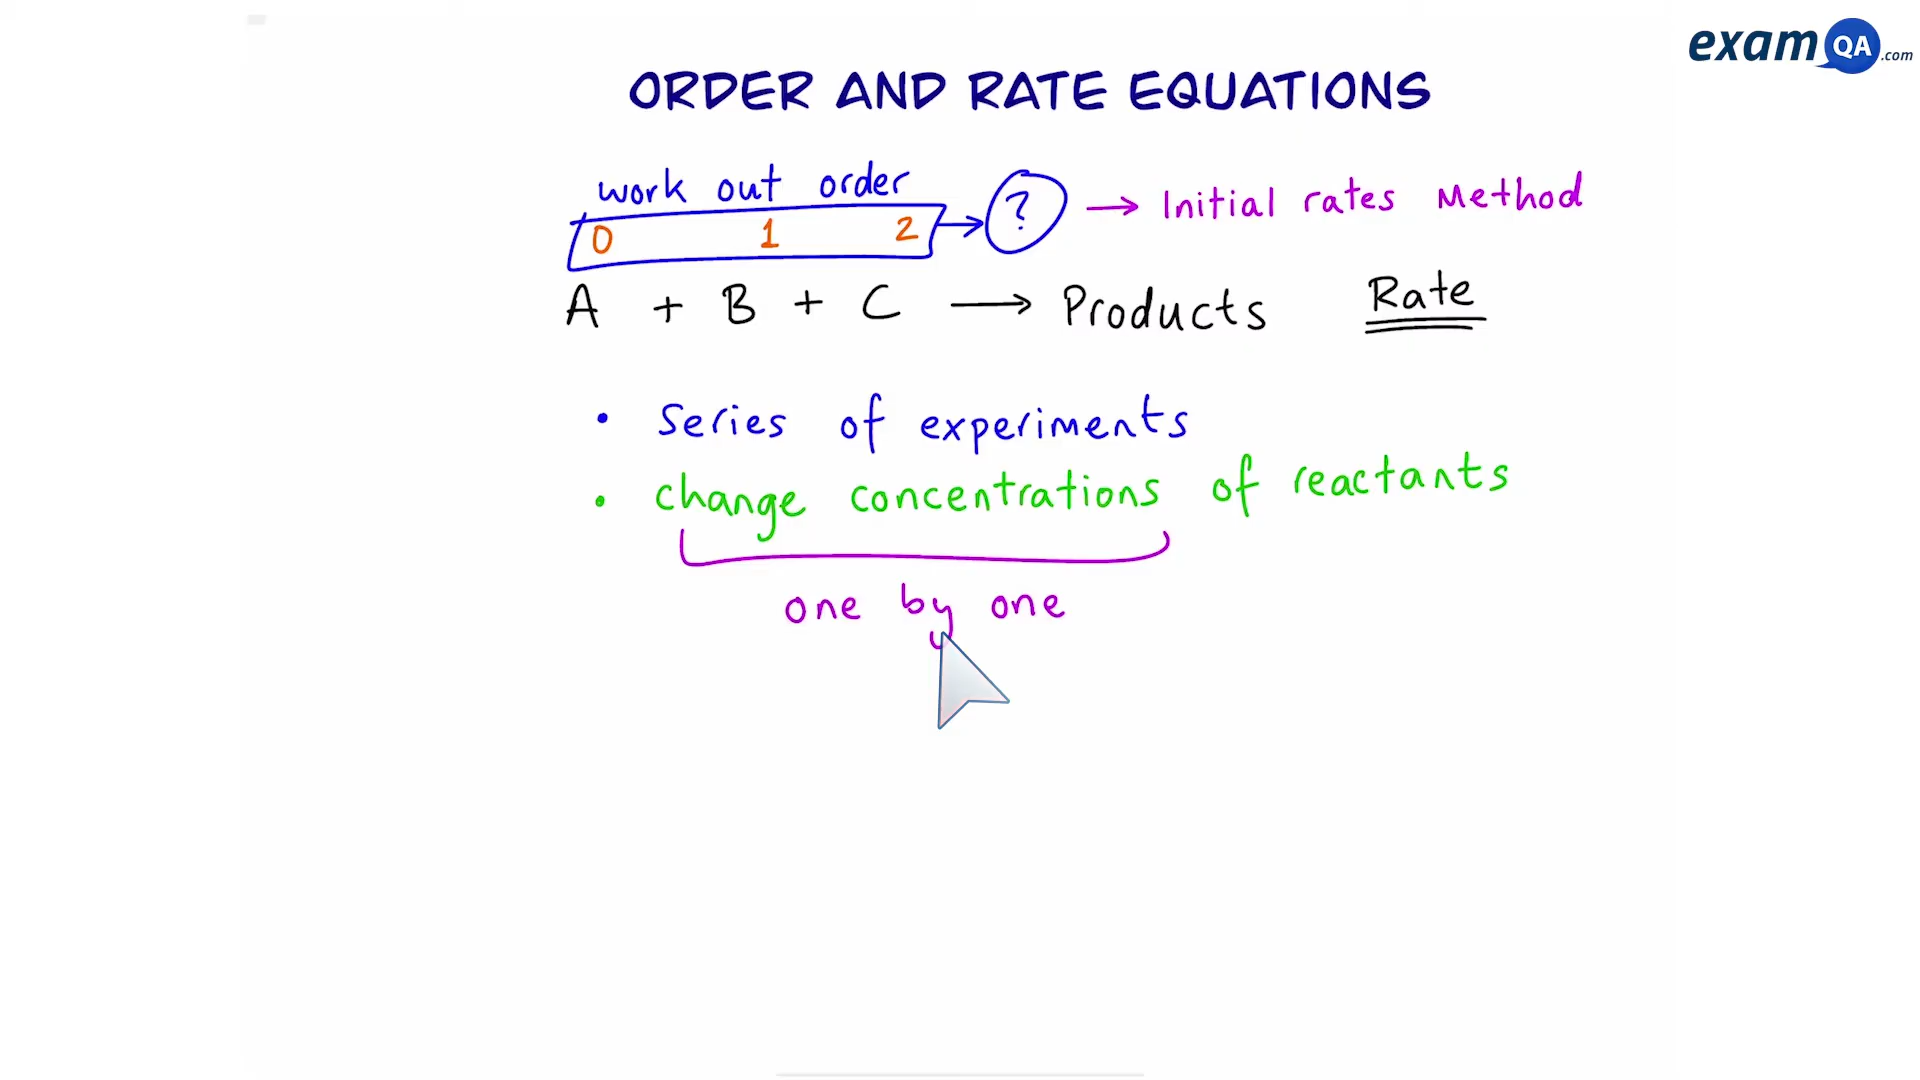 examQA.com
ORDER AND RATE EQUATIONS
work out order
0 1 2 → ? → Initial rates Method
A + B + C → Products Rate
• Series of experiments
• change concentrations of reactants
one by one